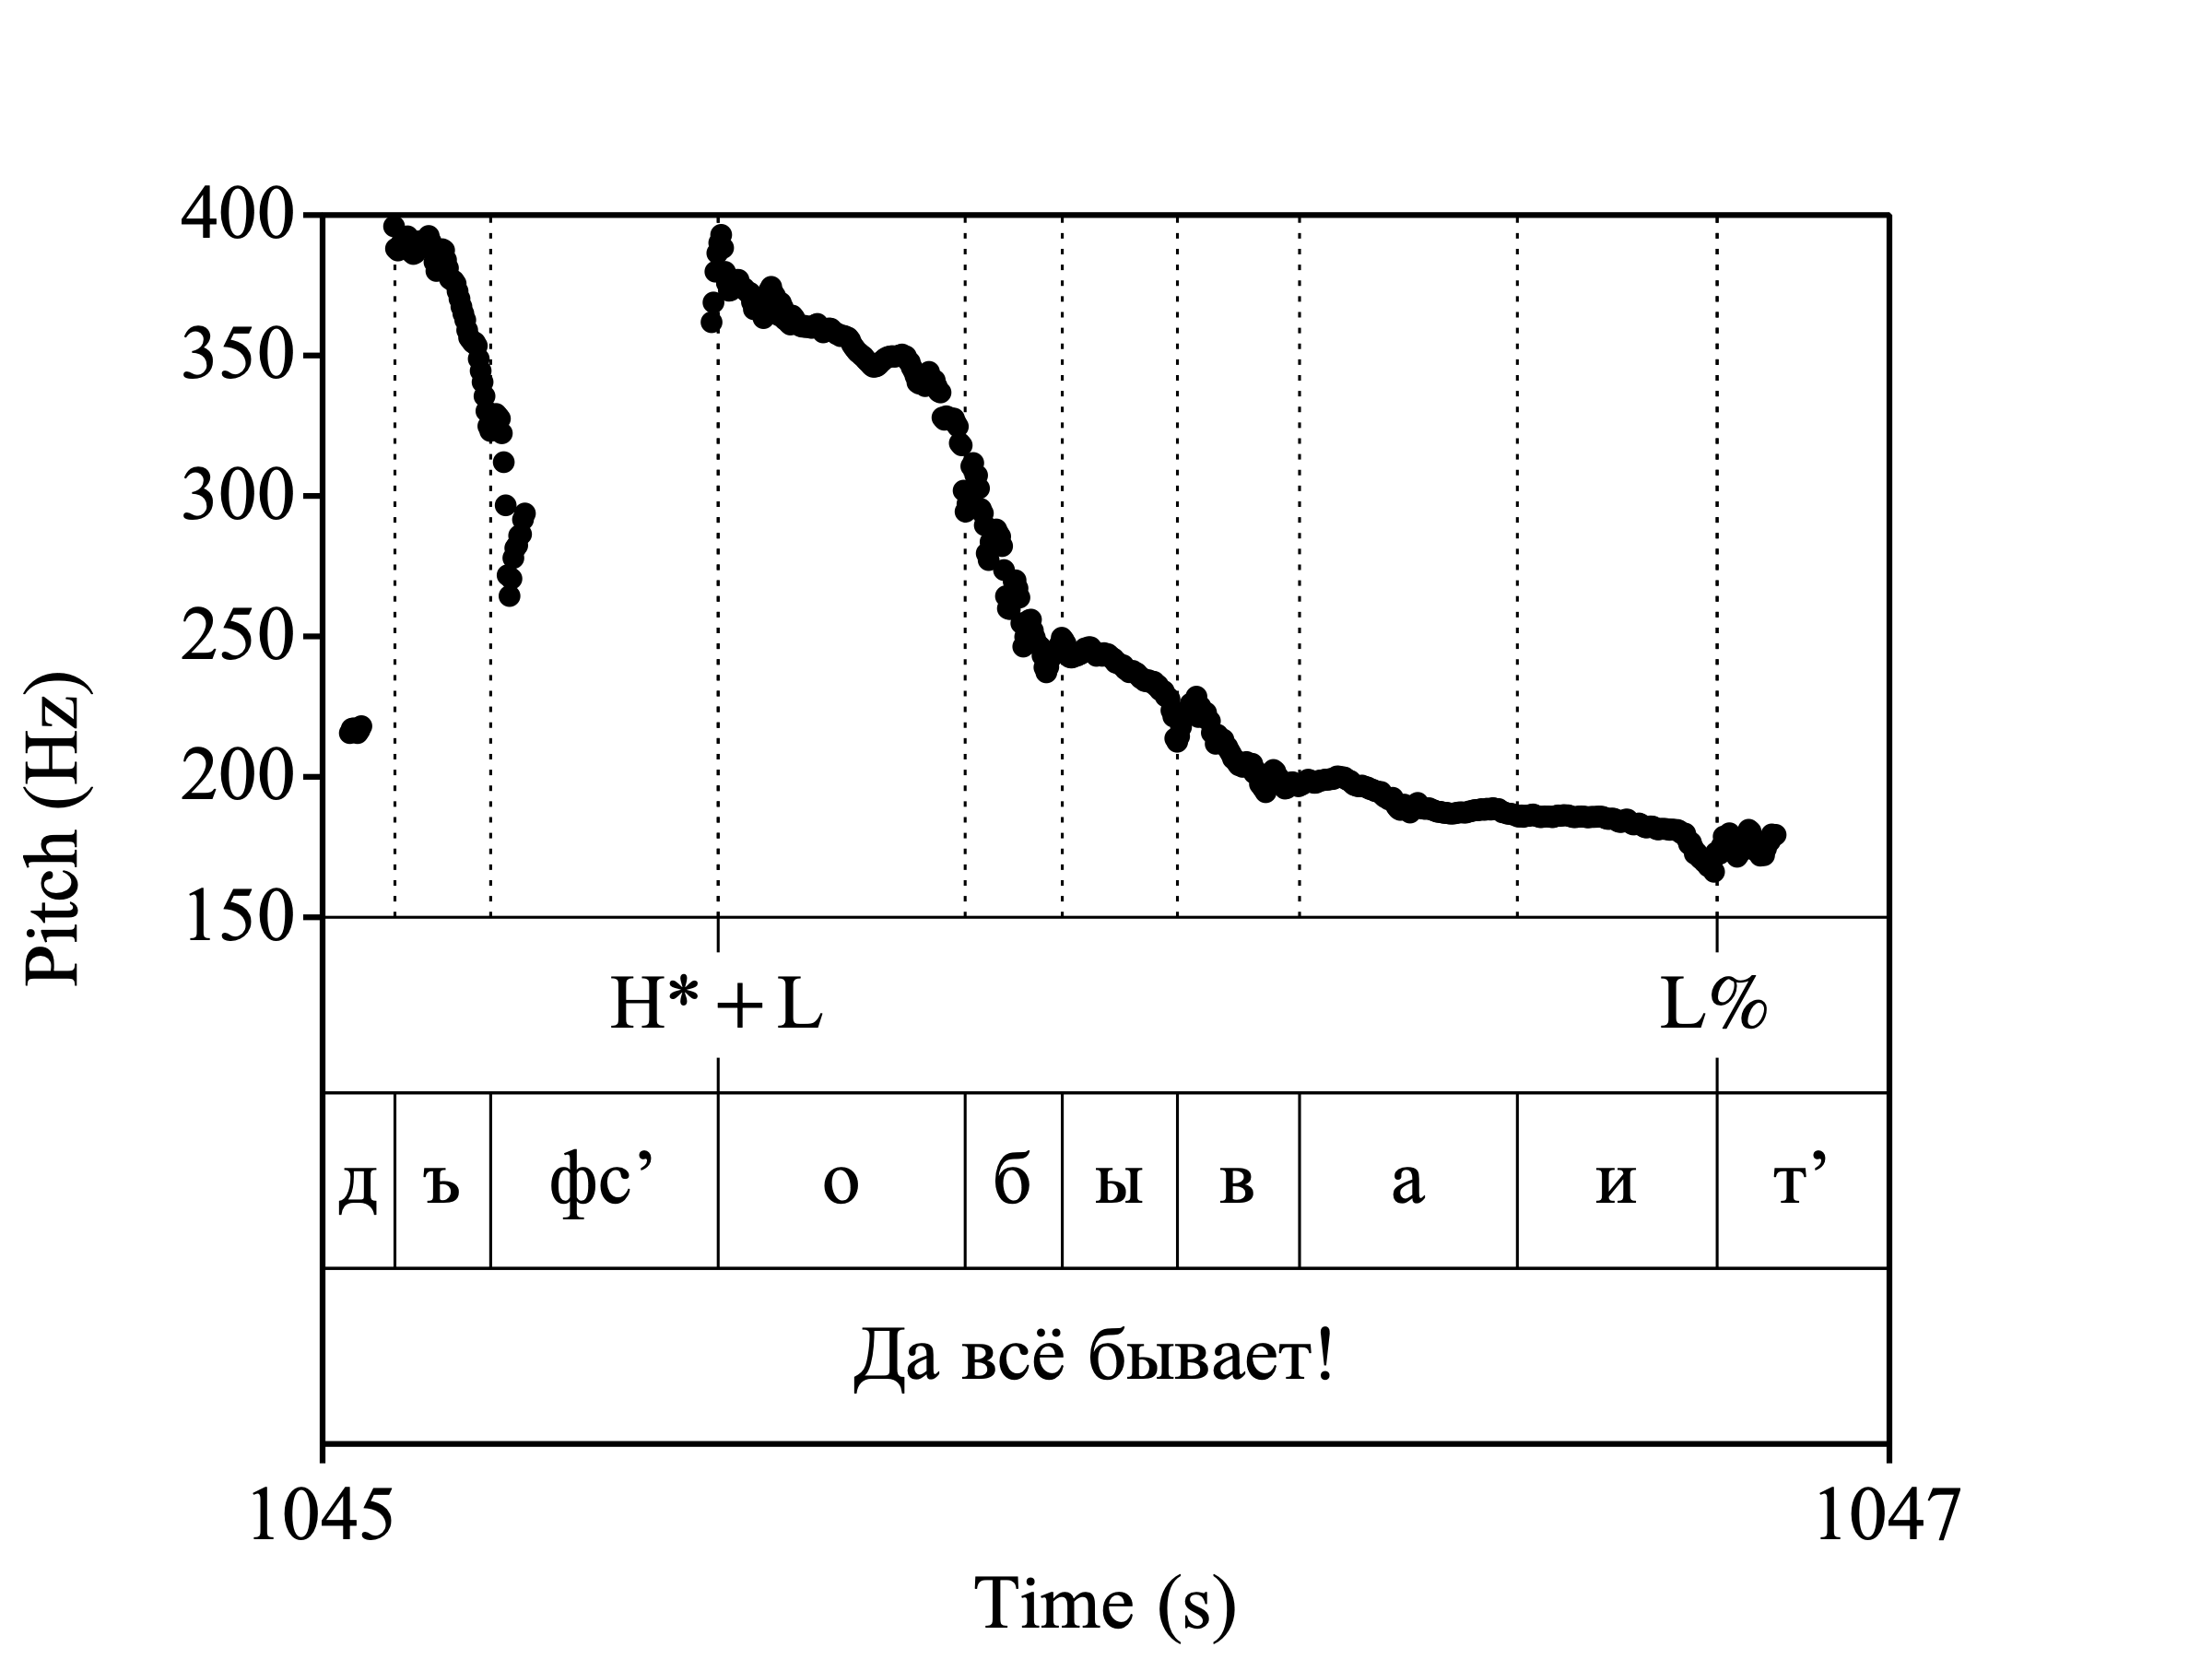 400
350
300
250
200
150
Pitch (Hz)
H*+L L%
д ъ фс’ о б ы в а и т’
Да всё бывает!
1045 1047
Time (s)